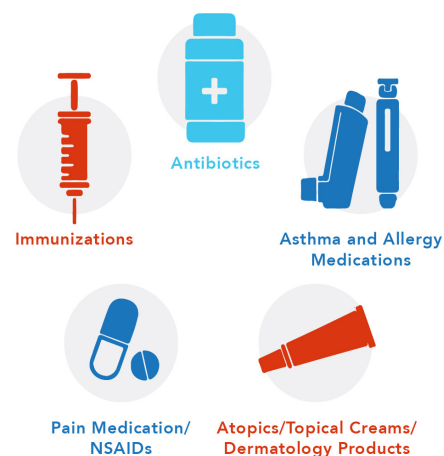 Antibiotics
Immunizations
Asthma and Allergy
Medications
Pain Medication/
NSAIDs
Atopics/Topical Creams/
Dermatology Products